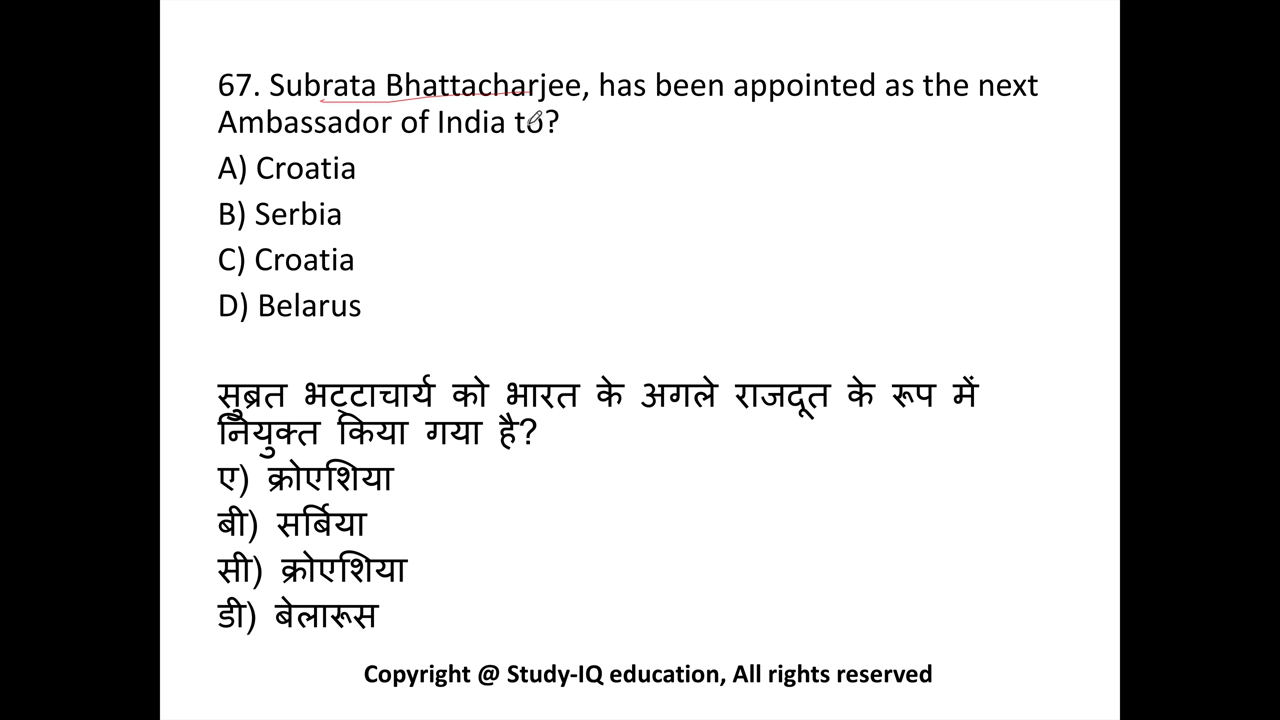 67. Subrata Bhattacharjee, has been appointed as the next
Ambassador of India to?
A) Croatia
B) Serbia
C) Croatia
D) Belarus
सुब्रत भट्टाचार्य को भारत के अगले राजदूत के रूप में
नियुक्त किया गया है?
ए) क्रोएशिया
बी) सर्बिया
सी) क्रोएशिया
डी) बेलारूस
Copyright @ Study-IQ education, All rights reserved